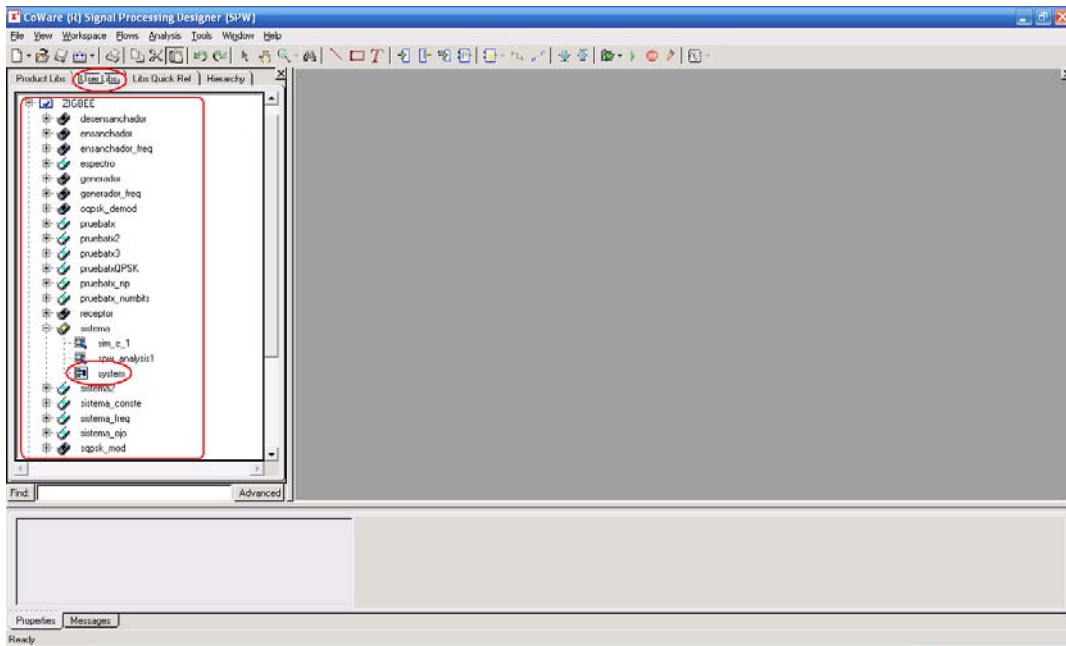 CoWare (R) Signal Processing Designer (SPW)
File View Workspace Flows Analysis Tools Window Help
Product Libs User Libs Libs Quick Ref Hierarchy
ZIGBEE
desensanchador
ensanchador
ensanchador_freq
espectro
generador
generador_freq
oqpsk_demod
pruebatx
pruebatx2
pruebatx3
pruebatxQPSK
pruebatx_np
pruebatx_numbits
receptor
sistema
sim_c_1
spw_analysis1
system
sistema2
sistema_conste
sistema_freq
sistema_ojo
sqpsk_mod
Find: Advanced
Properties Messages
Ready